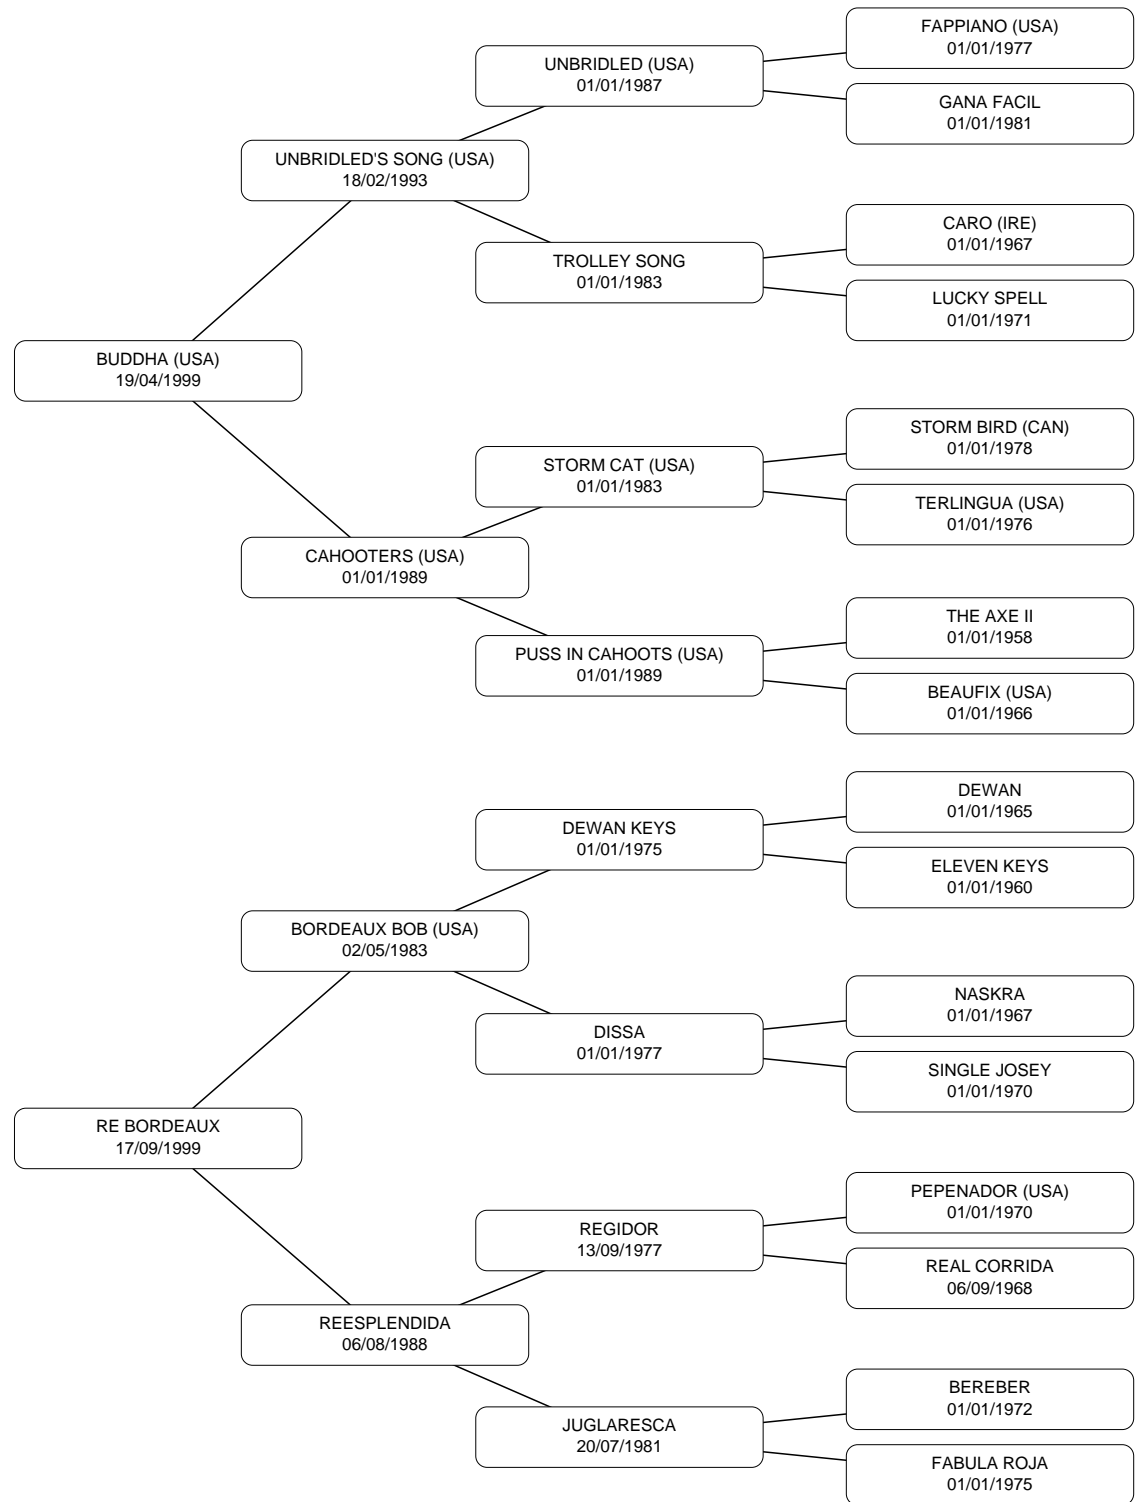 FAPPIANO (USA)
01/01/1977
UNBRIDLED (USA)
01/01/1987
GANA FACIL
01/01/1981
UNBRIDLED'S SONG (USA)
18/02/1993
CARO (IRE)
01/01/1967
TROLLEY SONG
01/01/1983
LUCKY SPELL
01/01/1971
BUDDHA (USA)
19/04/1999
STORM BIRD (CAN)
01/01/1978
STORM CAT (USA)
01/01/1983
TERLINGUA (USA)
01/01/1976
CAHOOTERS (USA)
01/01/1989
THE AXE II
01/01/1958
PUSS IN CAHOOTS (USA)
01/01/1989
BEAUFIX (USA)
01/01/1966
DEWAN
01/01/1965
DEWAN KEYS
01/01/1975
ELEVEN KEYS
01/01/1960
BORDEAUX BOB (USA)
02/05/1983
NASKRA
01/01/1967
DISSA
01/01/1977
SINGLE JOSEY
01/01/1970
RE BORDEAUX
17/09/1999
PEPENADOR (USA)
01/01/1970
REGIDOR
13/09/1977
REAL CORRIDA
06/09/1968
REESPLENDIDA
06/08/1988
BEREBER
01/01/1972
JUGLARESCA
20/07/1981
FABULA ROJA
01/01/1975